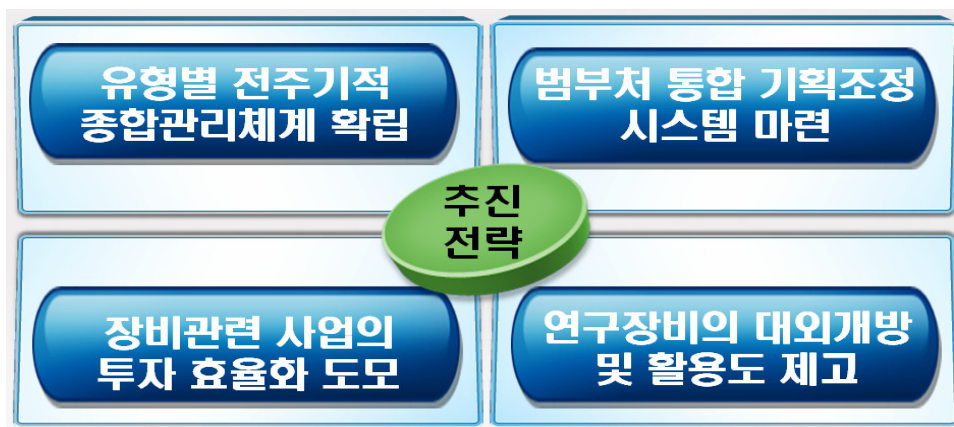 유형별 전주기적
종합관리체계 확립
범부처 통합 기획조정
시스템 마련
추진
전략
장비관련 사업의
투자 효율화 도모
연구장비의 대외개방
및 활용도 제고